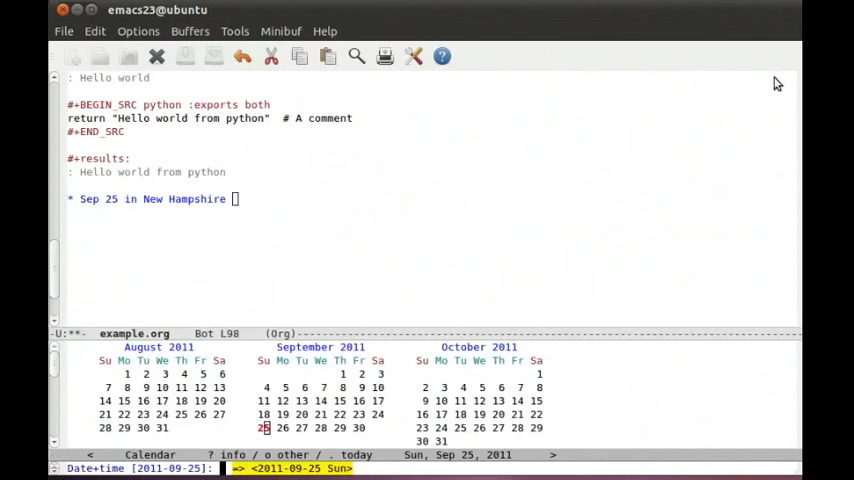 emacs23@ubuntu
File Edit Options Buffers Tools Minibuf Help
: Hello world
#+BEGIN_SRC python :exports both
return "Hello world from python"  # A comment
#+END_SRC
#+results:
: Hello world from python
* Sep 25 in New Hampshire
-U:**-  example.org    Bot L98    (Org)
August 2011 September 2011 October 2011
Su Mo Tu We Th Fr Sa Su Mo Tu We Th Fr Sa Su Mo Tu We Th Fr Sa
1 2 3 4 5 6 1 2 3 1
7 8 9 10 11 12 13 4 5 6 7 8 9 10 2 3 4 5 6 7 8
14 15 16 17 18 19 20 11 12 13 14 15 16 17 9 10 11 12 13 14 15
21 22 23 24 25 26 27 18 19 20 21 22 23 24 16 17 18 19 20 21 22
28 29 30 31 25 26 27 28 29 30 23 24 25 26 27 28 29
30 31
< Calendar ? info / o other / . today Sun, Sep 25, 2011 >
Date+time [2011-09-25]: => <2011-09-25 Sun>